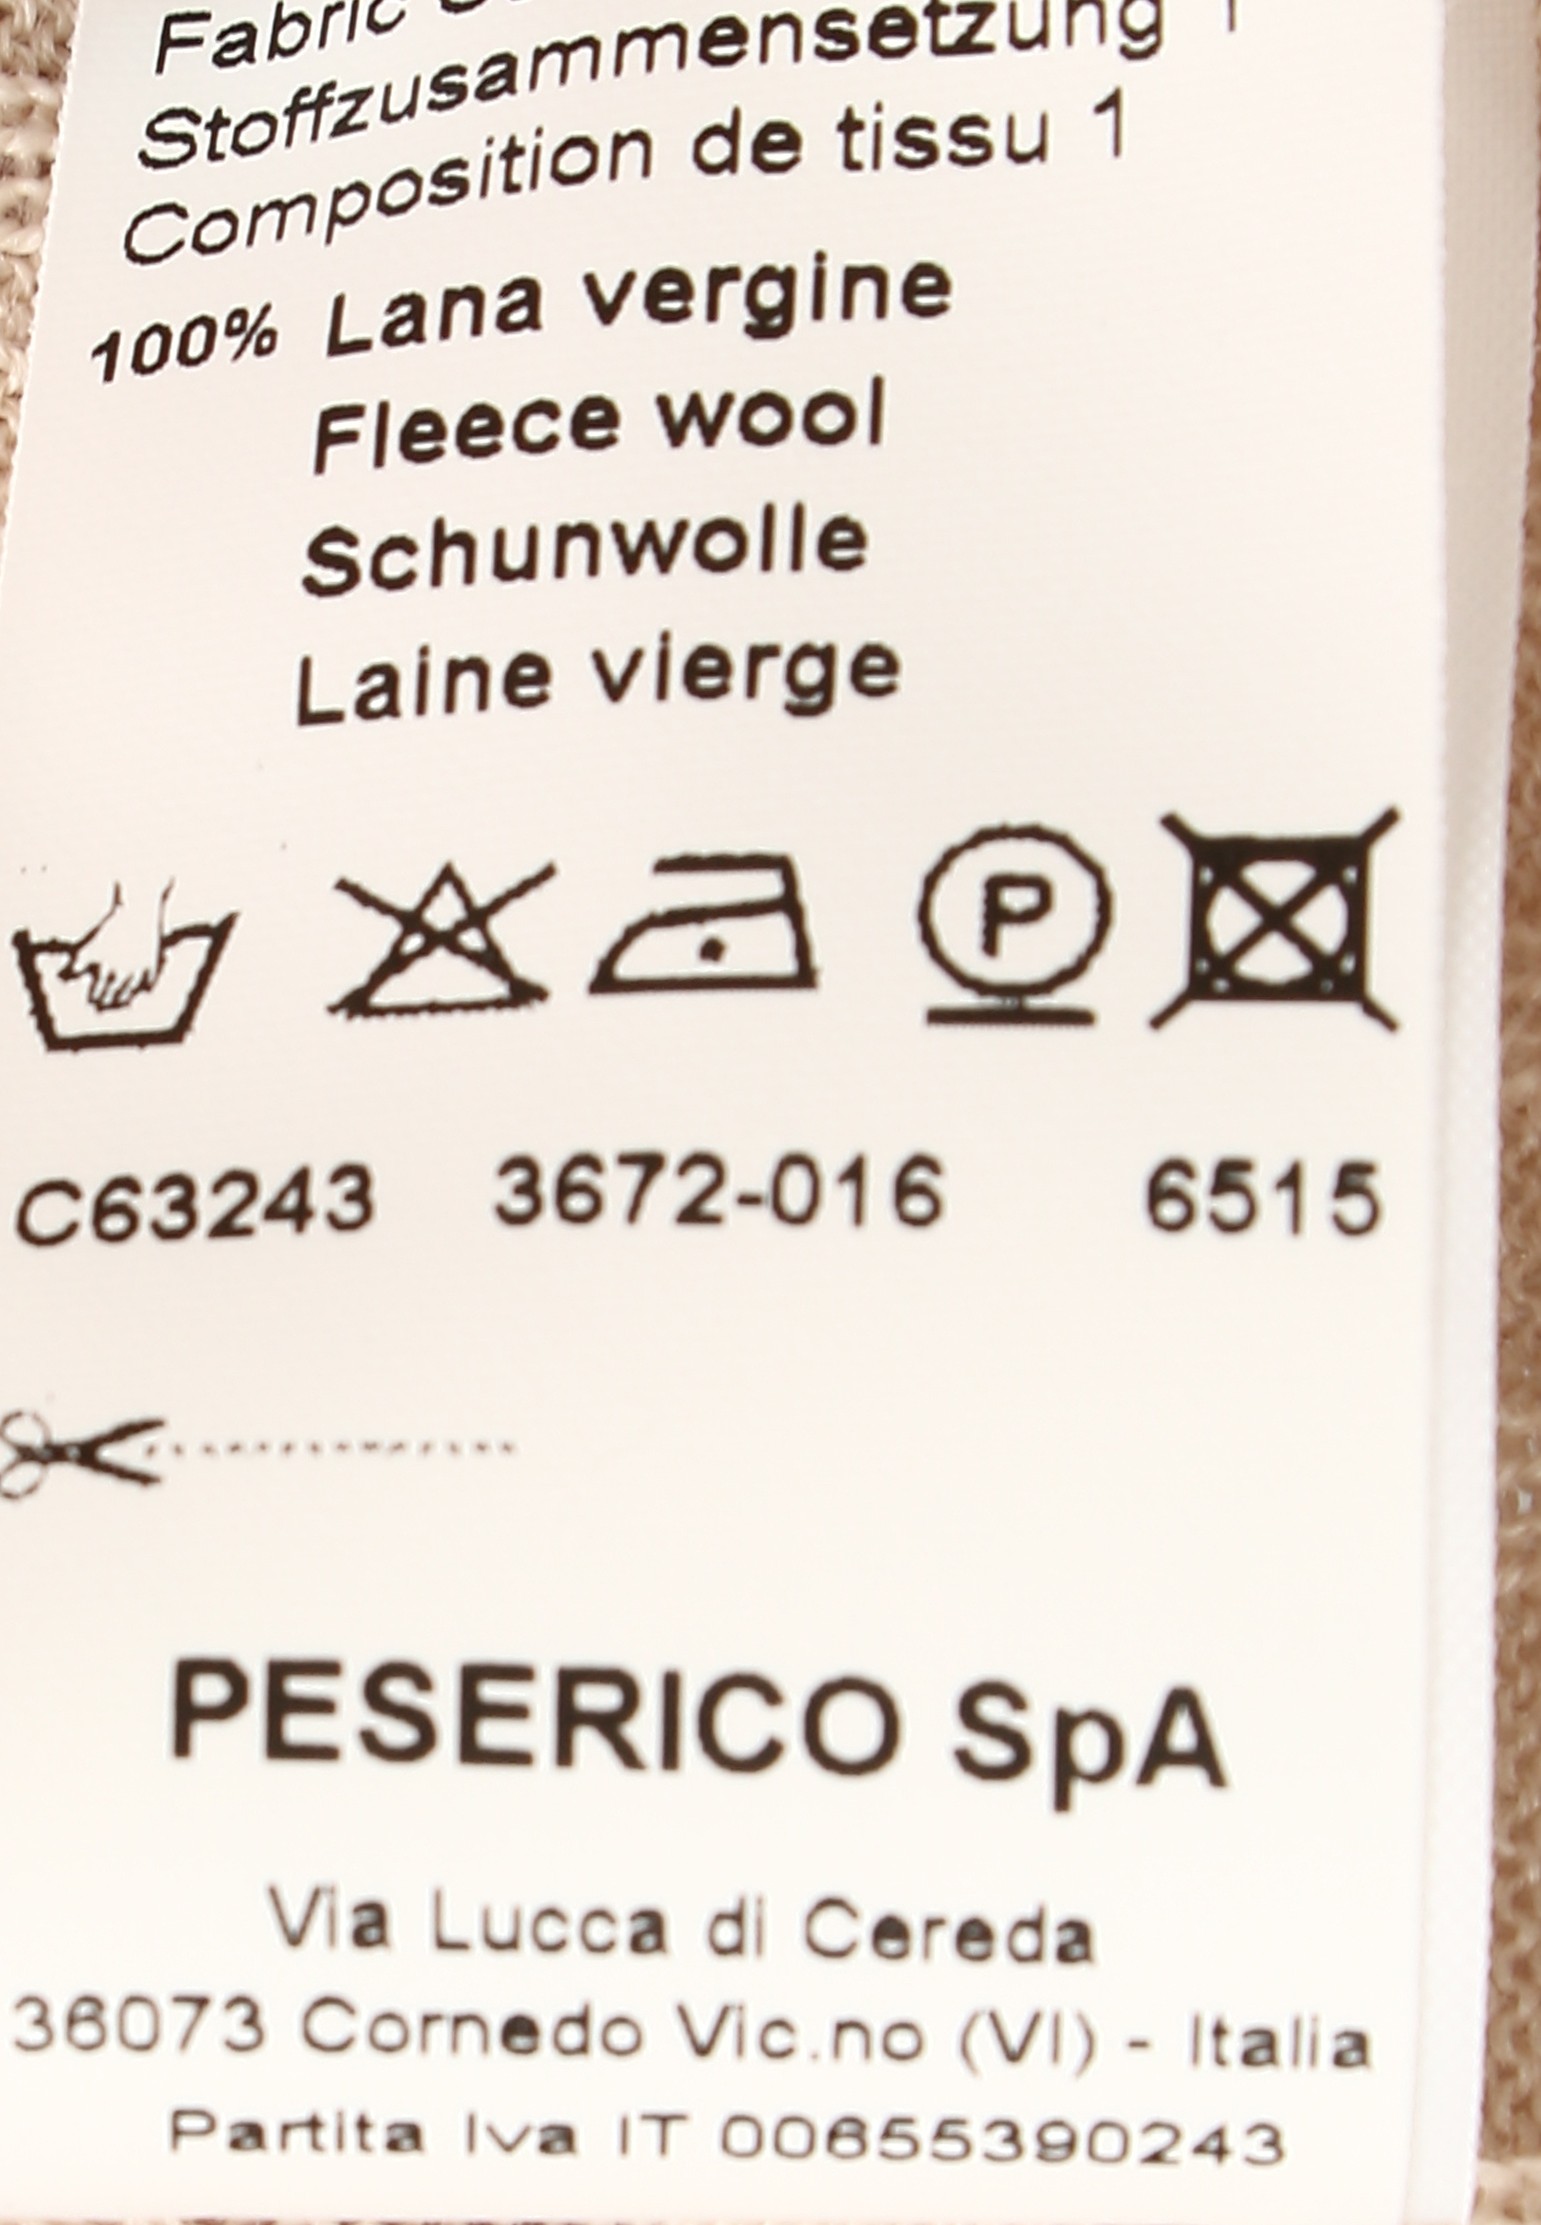 Fabric
Stoffzusammensetzung 1
Composition de tissu 1
100% Lana vergine
Fleece wool
Schunwolle
Laine vierge
P
C63243 3672-016 6515
PESERICO SpA
Via Lucca di Cereda
36073 Cornedo Vic.no (VI) - Italia
Partita Iva IT 00655390243